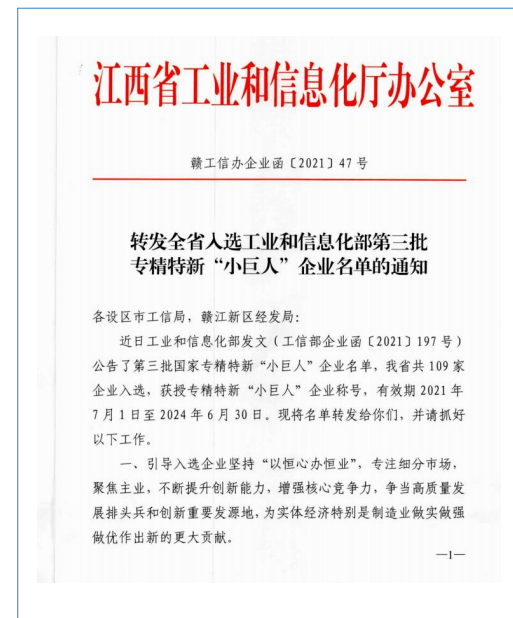 江西省工业和信息化厅办公室
赣工信办企业函〔2021〕47号
转发全省入选工业和信息化部第三批
专精特新“小巨人”企业名单的通知
各设区市工信局，赣江新区经发局：
近日工业和信息化部发文（工信部企业函〔2021〕197号）
公告了第三批国家专精特新“小巨人”企业名单，我省共109家
企业入选，获授专精特新“小巨人”企业称号，有效期2021年
7月1日至2024年6月30日。现将名单转发给你们，并请抓好
以下工作。
一、引导入选企业坚持“以恒心办恒业”，专注细分市场，
聚焦主业，不断提升创新能力，增强核心竞争力，争当高质量发
展排头兵和创新重要发源地，为实体经济特别是制造业做实做强
做优作出新的更大贡献。
—1—